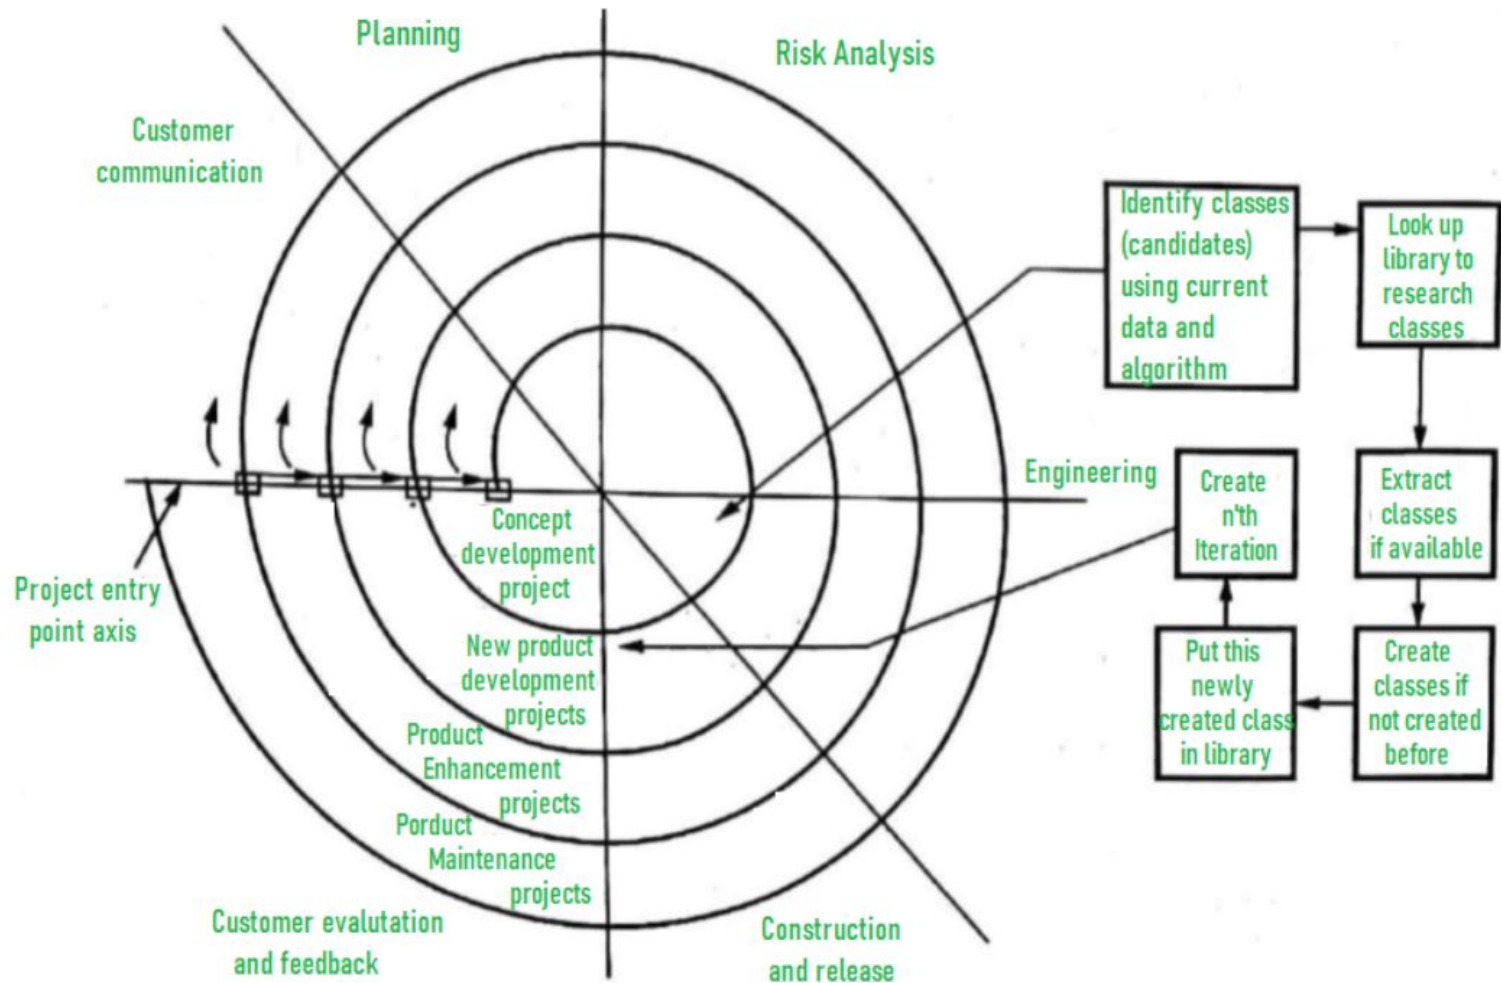 Planning
Risk Analysis
Customer
communication
Identify classes
(candidates)
using current
data and
algorithm
Look up
library to
research
classes
Engineering
Create
n'th
Iteration
Extract
classes
if available
Concept
development
project
Project entry
point axis
New product
development
projects
Put this
newly
created class
in library
Create
classes if
not created
before
Product
Enhancement
projects
Porduct
Maintenance
projects
Customer evalutation
and feedback
Construction
and release